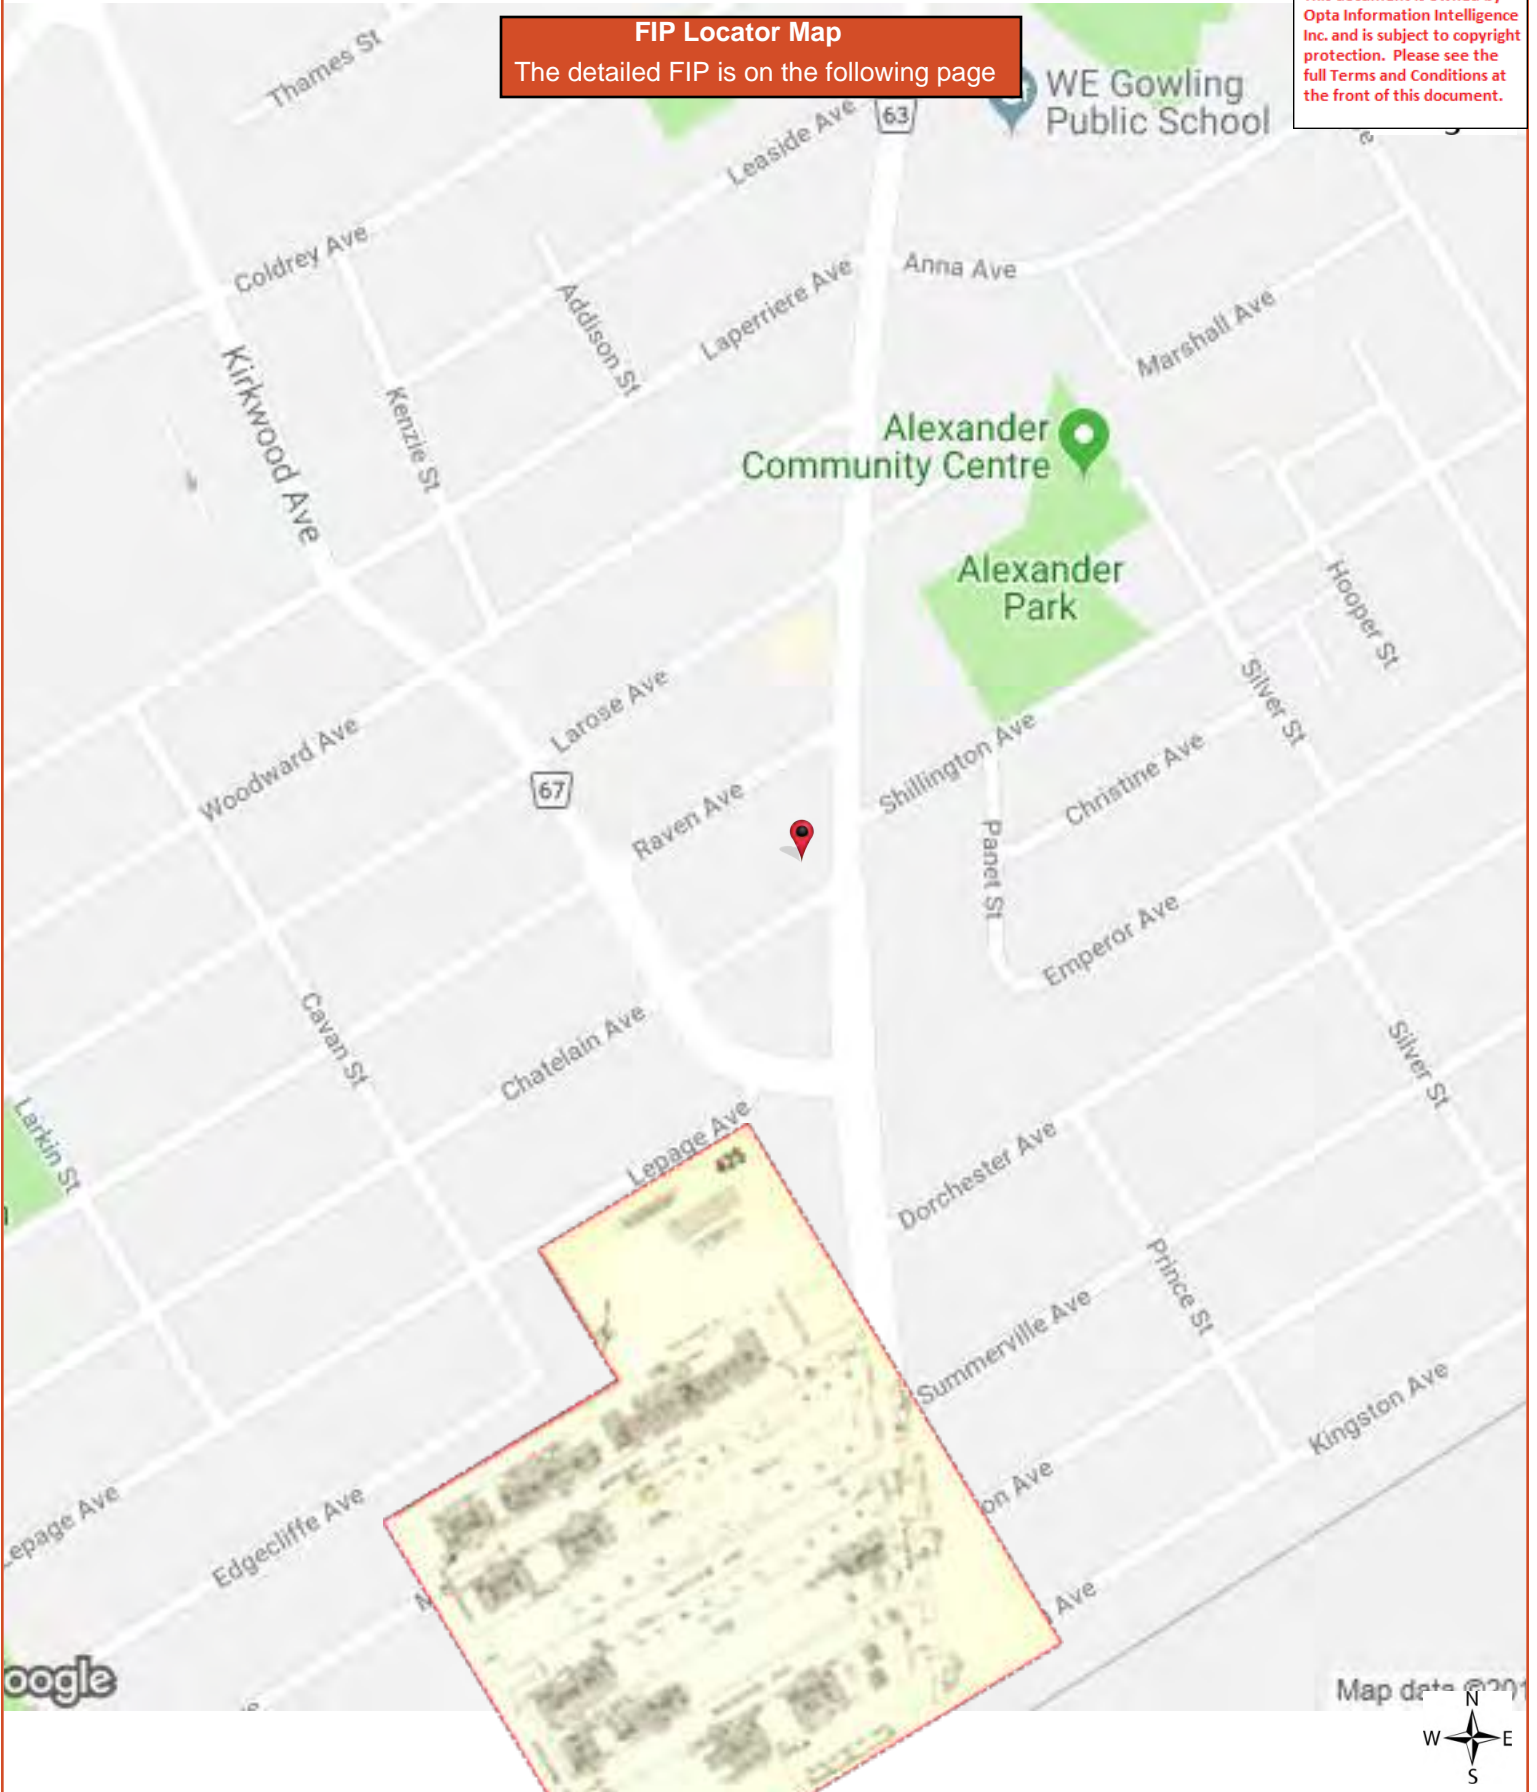 FIP Locator Map
The detailed FIP is on the following page
Opta Information Intelligence
Inc. and is subject to copyright
protection. Please see the
full Terms and Conditions at
the front of this document.
Thames St
Leaside Ave
63
WE Gowling
Public School
Coldrey Ave
Addison St
Laperriere Ave
Anna Ave
Marshall Ave
Kirkwood Ave
Kenzie St
Alexander
Community Centre
Alexander
Park
Hooper St
Larose Ave
Silver St
Woodward Ave
67
Raven Ave
Shillington Ave
Christine Ave
Panet St
Emperor Ave
Cavan St
Chatelain Ave
Silver St
Larkin St
Lepage Ave
425
Dorchester Ave
Prince St
Summerville Ave
Kingston Ave
epage Ave
Edgecliffe Ave
on Ave
Ave
oogle
Map data ©201
N
W E
S